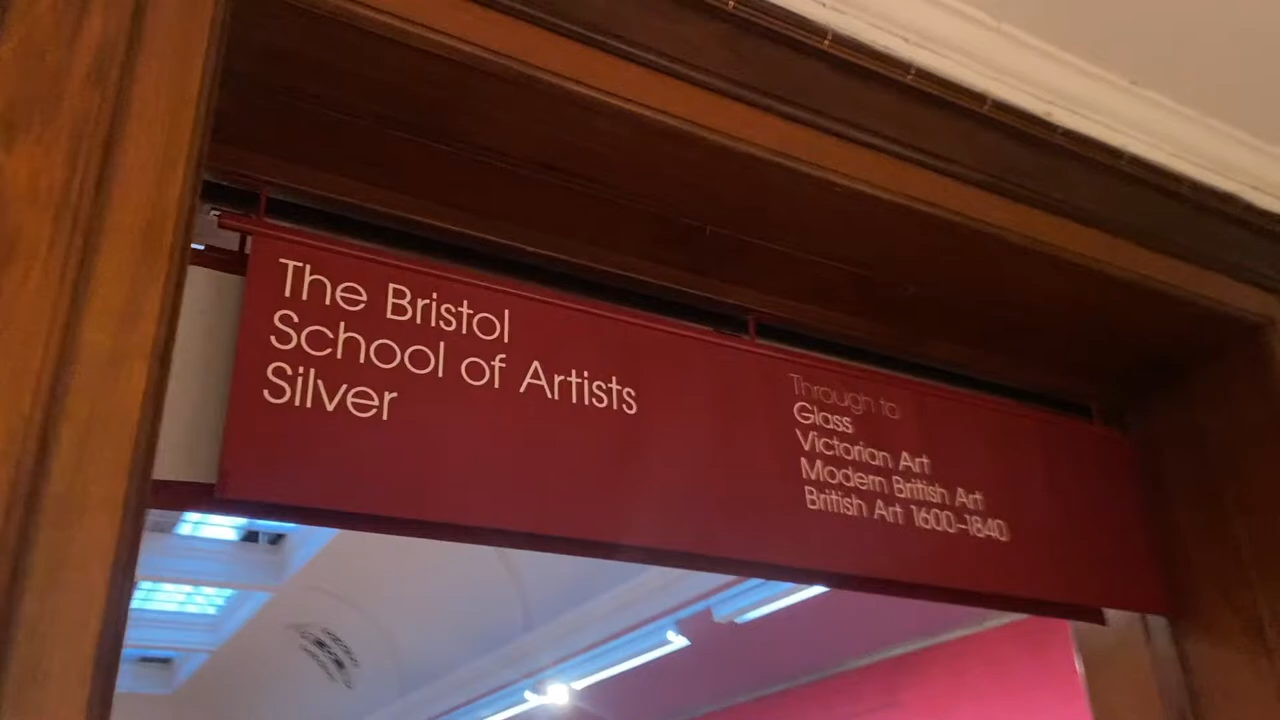 The Bristol
School of Artists
Silver
Through to
Glass
Victorian Art
Modern British Art
British Art 1600–1840